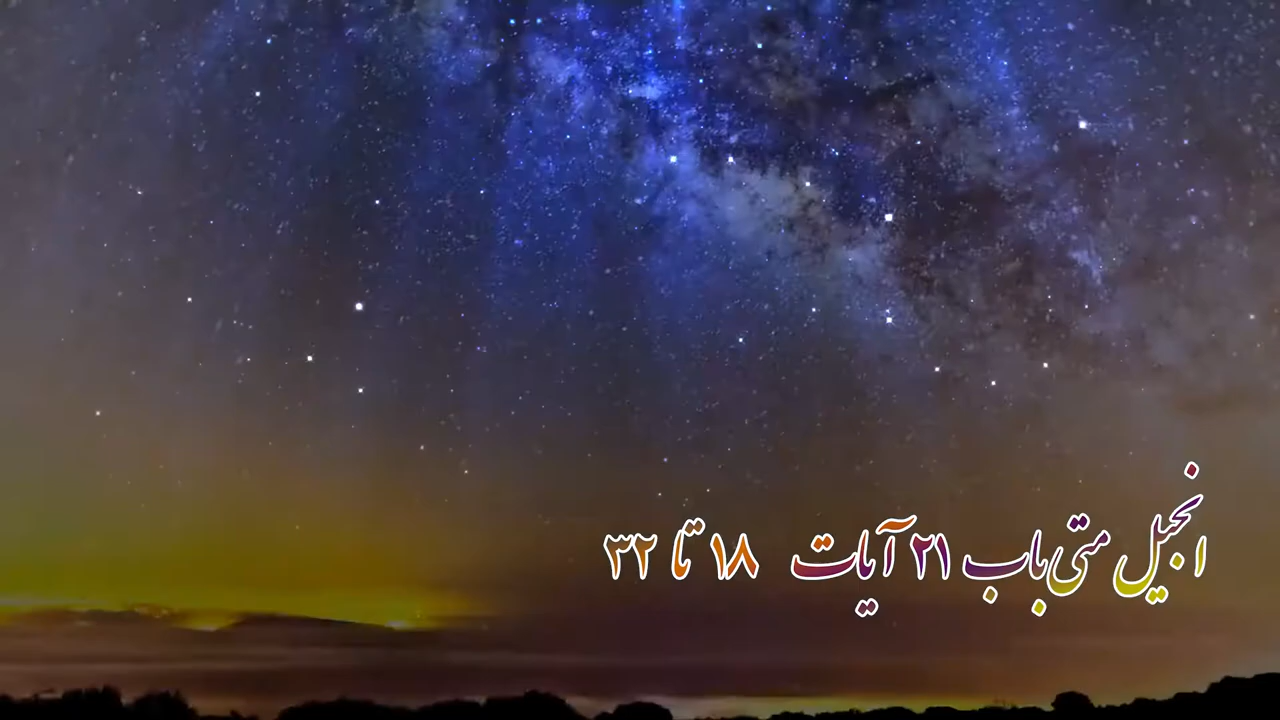 انجیل متی باب ۲۱ آیات ۱۸ تا ۳۲